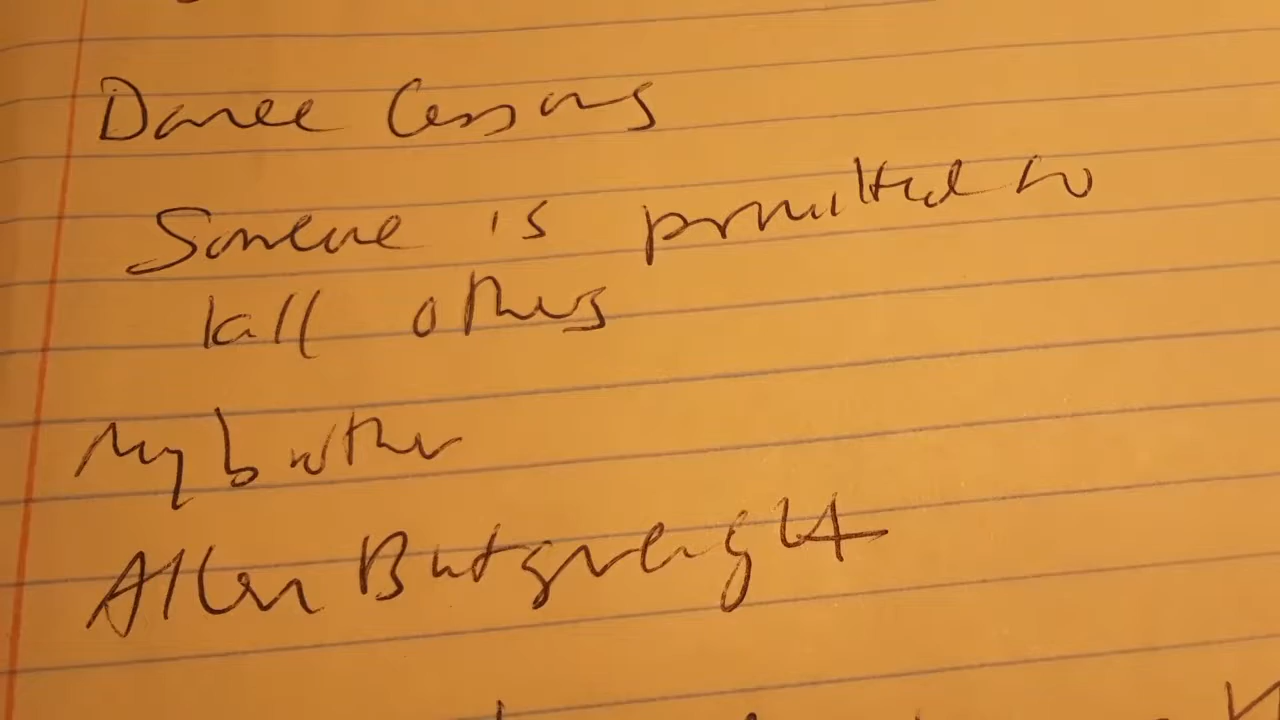 Dance Lessons
Someone is permitted to
kill others
My brother
Allen